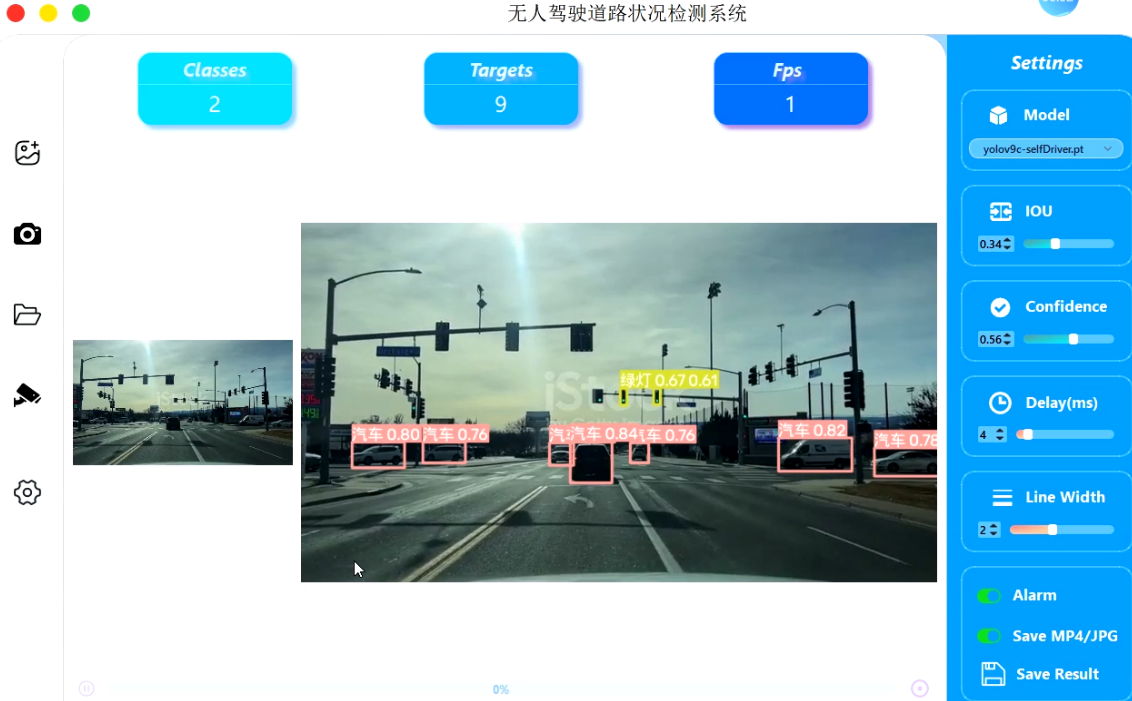 无人驾驶道路状况检测系统
Classes
2
Targets
9
Fps
1
Settings
Model
yolov9c-selfDriver.pt
IOU
0.34
Confidence
0.56
Delay(ms)
4
Line Width
2
Alarm
Save MP4/JPG
Save Result
绿灯 0.67 0.61
汽车 0.80
汽车 0.76
汽车 0.84
汽车 0.76
汽车 0.82
汽车 0.78
0%